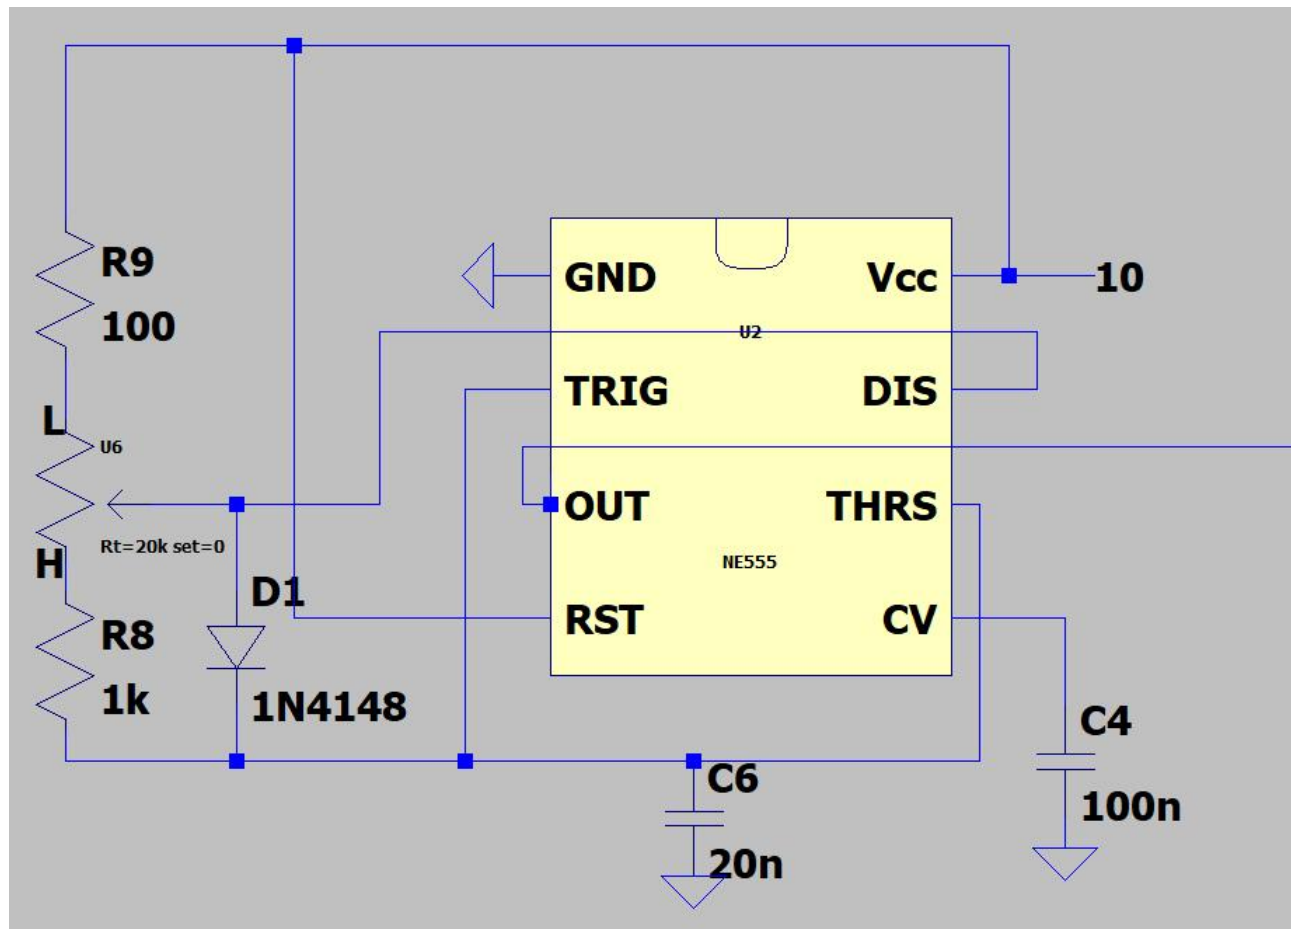 R9
100
L
U6
Rt=20k set=0
H
R8
1k
D1
1N4148
GND
Vcc
10
U2
TRIG
DIS
OUT
THRS
NE555
RST
CV
C6
20n
C4
100n